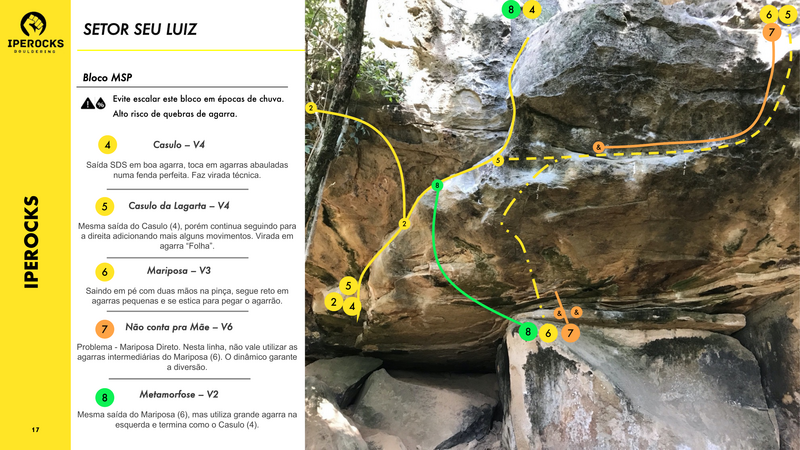 IPEROCKS
BOULDERING
SETOR SEU LUIZ
Bloco MSP
Evite escalar este bloco em épocas de chuva.
Alto risco de quebras de agarra.
4
Casulo – V4
Saída SDS em boa agarra, toca em agarras abauladas
numa fenda perfeita. Faz virada técnica.
5
Casulo da Lagarta – V4
Mesma saída do Casulo (4), porém continua seguindo para
a direita adicionando mais alguns movimentos. Virada em
agarra “Folha”.
6
Mariposa – V3
Saindo em pé com duas mãos na pinça, segue reto em
agarras pequenas e se estica para pegar o agarrão.
7
Não conta pra Mãe – V6
Problema - Mariposa Direto. Nesta linha, não vale utilizar as
agarras intermediárias do Mariposa (6). O dinâmico garante
a diversão.
8
Metamorfose – V2
Mesma saída do Mariposa (6), mas utiliza grande agarra na
esquerda e termina como o Casulo (4).
IPEROCKS
17
8 4
6 5
7
2
&
5
8
2
5
2 4
& &
8 6 7